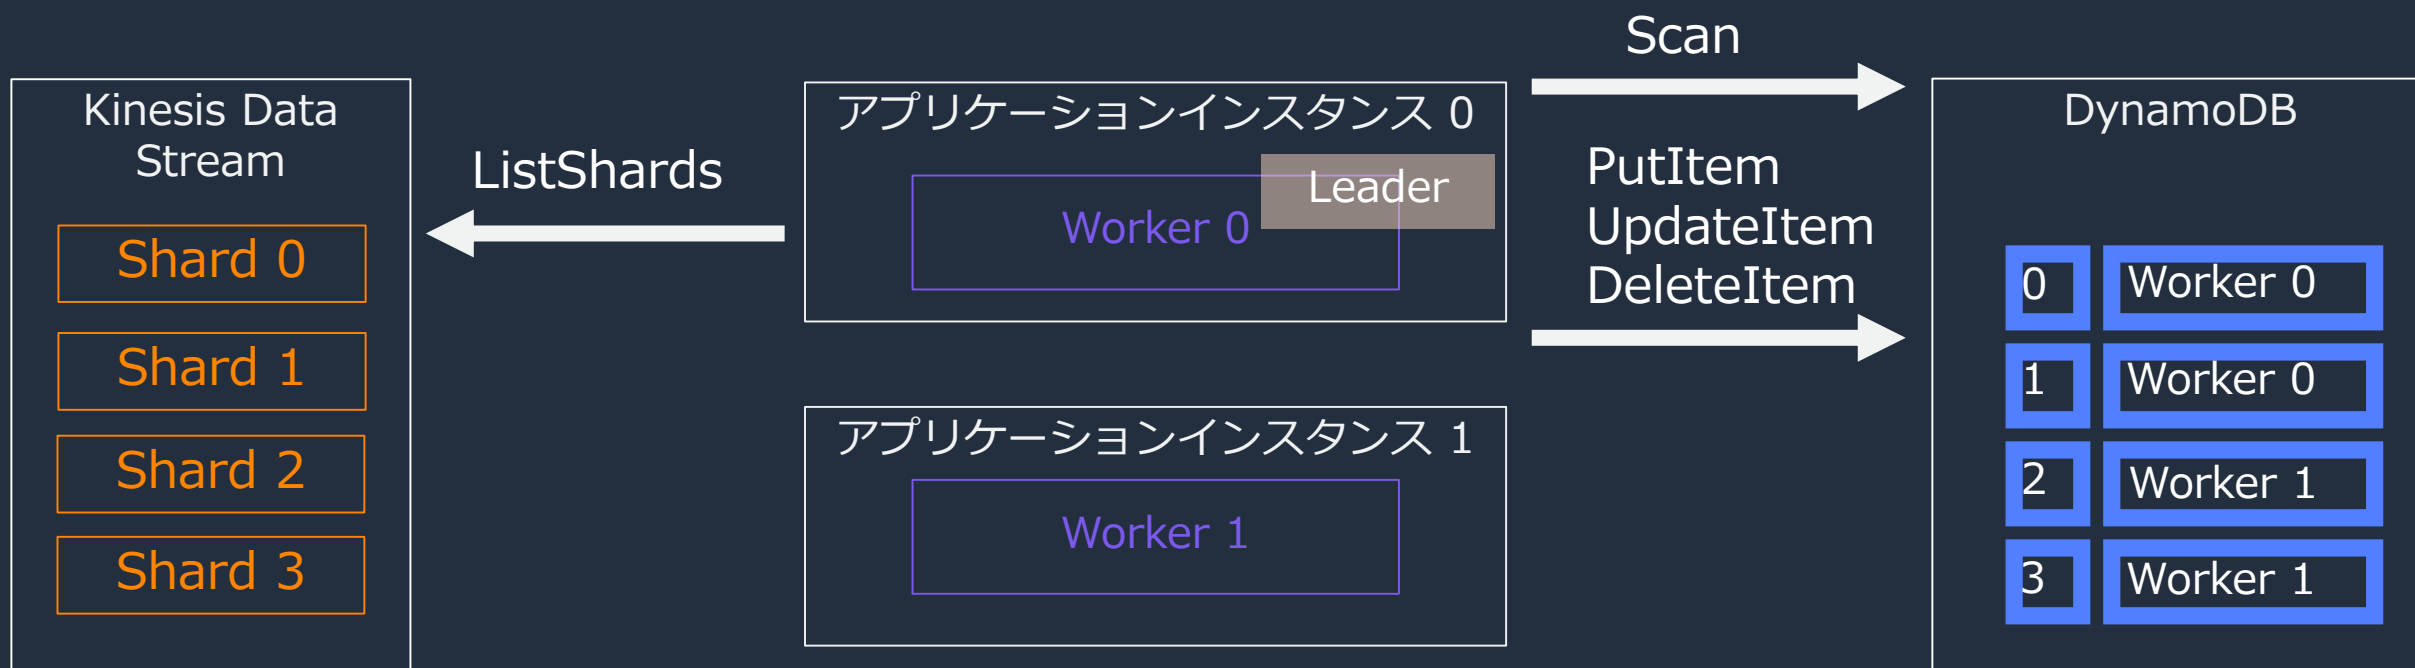 Kinesis Data
Stream
Shard 0
Shard 1
Shard 2
Shard 3
ListShards
アプリケーションインスタンス 0
Leader
Worker 0
アプリケーションインスタンス 1
Worker 1
Scan
PutItem
UpdateItem
DeleteItem
DynamoDB
0 Worker 0
1 Worker 0
2 Worker 1
3 Worker 1